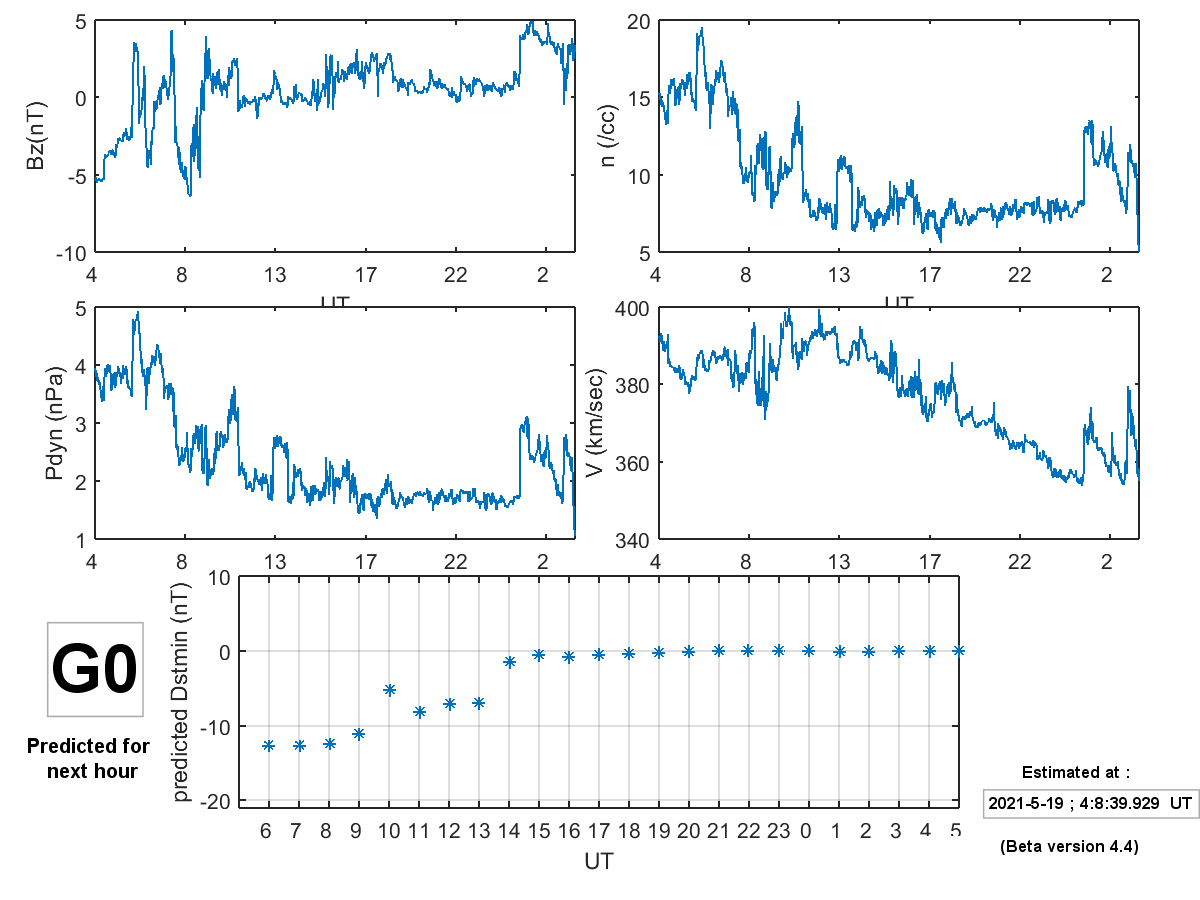 5
0
-5
-10
Bz(nT)
4 8 13 17 22 2
UT
20
15
10
5
n (/cc)
4 8 13 17 22 2
UT
5
4
3
2
1
Pdyn (nPa)
4 8 13 17 22 2
400
380
360
340
V (km/sec)
4 8 13 17 22 2
10
0
-10
-20
predicted Dstmin (nT)
6 7 8 9 10 11 12 13 14 15 16 17 18 19 20 21 22 23 0 1 2 3 4 5
UT
G0
Predicted for
next hour
Estimated at :
2021-5-19 ; 4:8:39.929 UT
(Beta version 4.4)